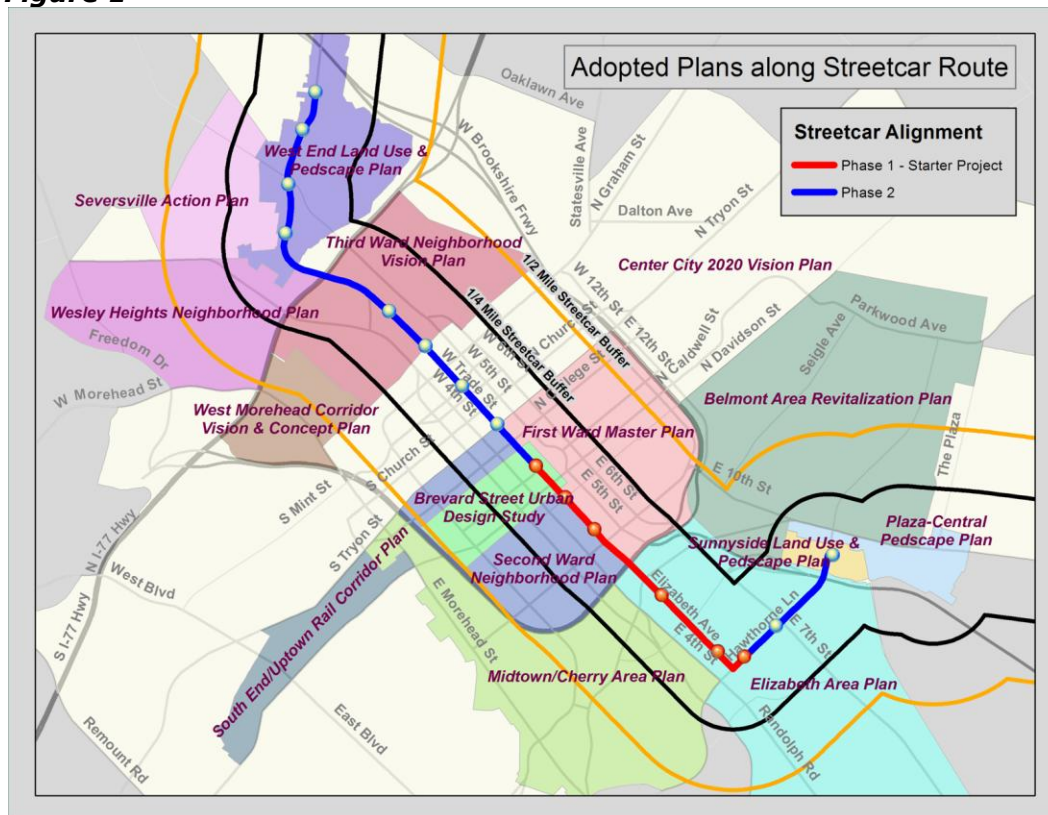 Adopted Plans along Streetcar Route
Streetcar Alignment
Phase 1 - Starter Project
Phase 2
Oaklawn Ave
W Brookshire Frwy
Statesville Ave
N Graham St
Dalton Ave
N Tryon St
West End Land Use &
Pedscape Plan
Seversville Action Plan
Third Ward Neighborhood
Vision Plan
Center City 2020 Vision Plan
1/2 Mile Streetcar Buffer
1/4 Mile Streetcar Buffer
W 12th St
E 12th St
N Caldwell St
N Davidson St
Seigle Ave
Parkwood Ave
Wesley Heights Neighborhood Plan
Freedom Dr
W Morehead St
W 5th St
W Trade St
W 4th St
West Morehead Corridor
Vision & Concept Plan
Belmont Area Revitalization Plan
The Plaza
First Ward Master Plan
E 6th St
E 5th St
E 10th St
S Church St
S Mint St
S Tryon St
Brevard Street Urban
Design Study
Second Ward
Neighborhood Plan
Sunnyside Land Use &
Pedscape Plan
Plaza-Central
Pedscape Plan
N I-77 Hwy
S I-77 Hwy
West Blvd
South End/Uptown Rail Corridor Plan
E Morehead St
Elizabeth Ave
E 4th St
Hawthorne Ln
E 7th St
Midtown/Cherry Area Plan
Elizabeth Area Plan
Randolph Rd
East Blvd
Remount Rd